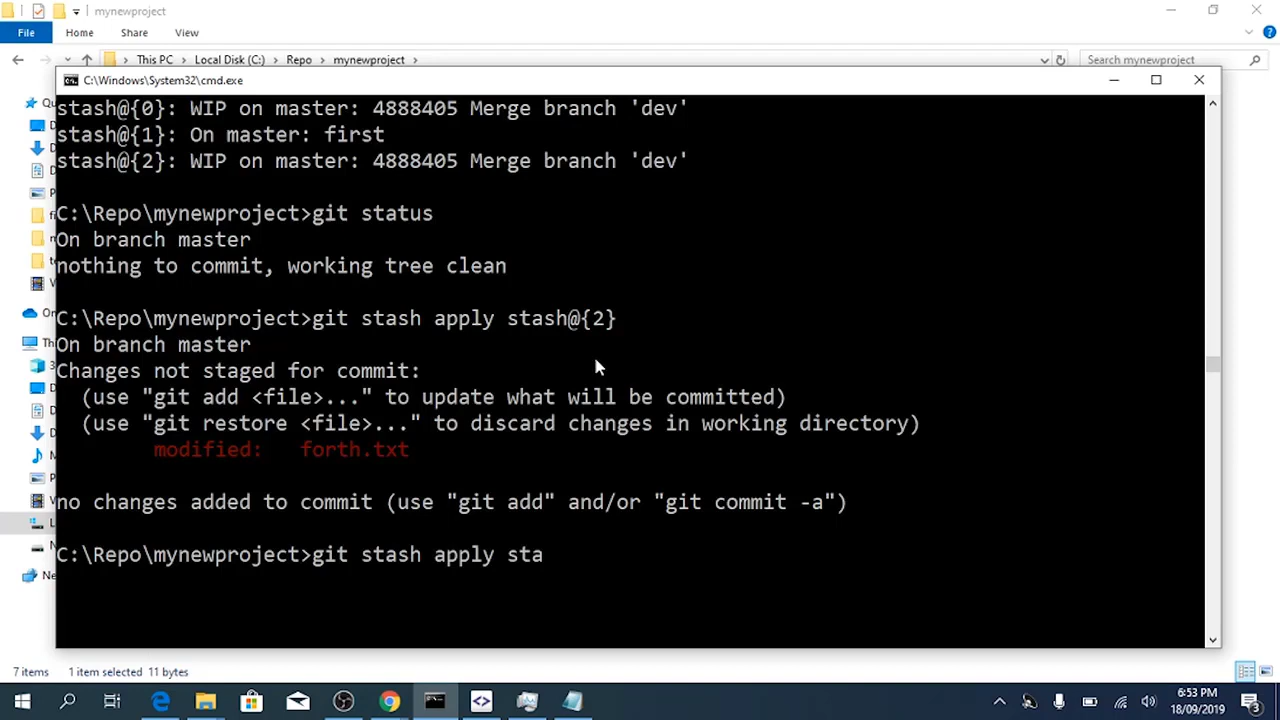 mynewproject
File Home Share View
This PC Local Disk (C:) Repo mynewproject Search mynewproject
C:\Windows\System32\cmd.exe
stash@{0}: WIP on master: 4888405 Merge branch 'dev'
stash@{1}: On master: first
stash@{2}: WIP on master: 4888405 Merge branch 'dev'
C:\Repo\mynewproject>git status
On branch master
nothing to commit, working tree clean
C:\Repo\mynewproject>git stash apply stash@{2}
On branch master
Changes not staged for commit:
(use "git add <file>..." to update what will be committed)
(use "git restore <file>..." to discard changes in working directory)
modified: forth.txt
no changes added to commit (use "git add" and/or "git commit -a")
C:\Repo\mynewproject>git stash apply sta
7 items 1 item selected 11 bytes
6:53 PM
18/09/2019
3